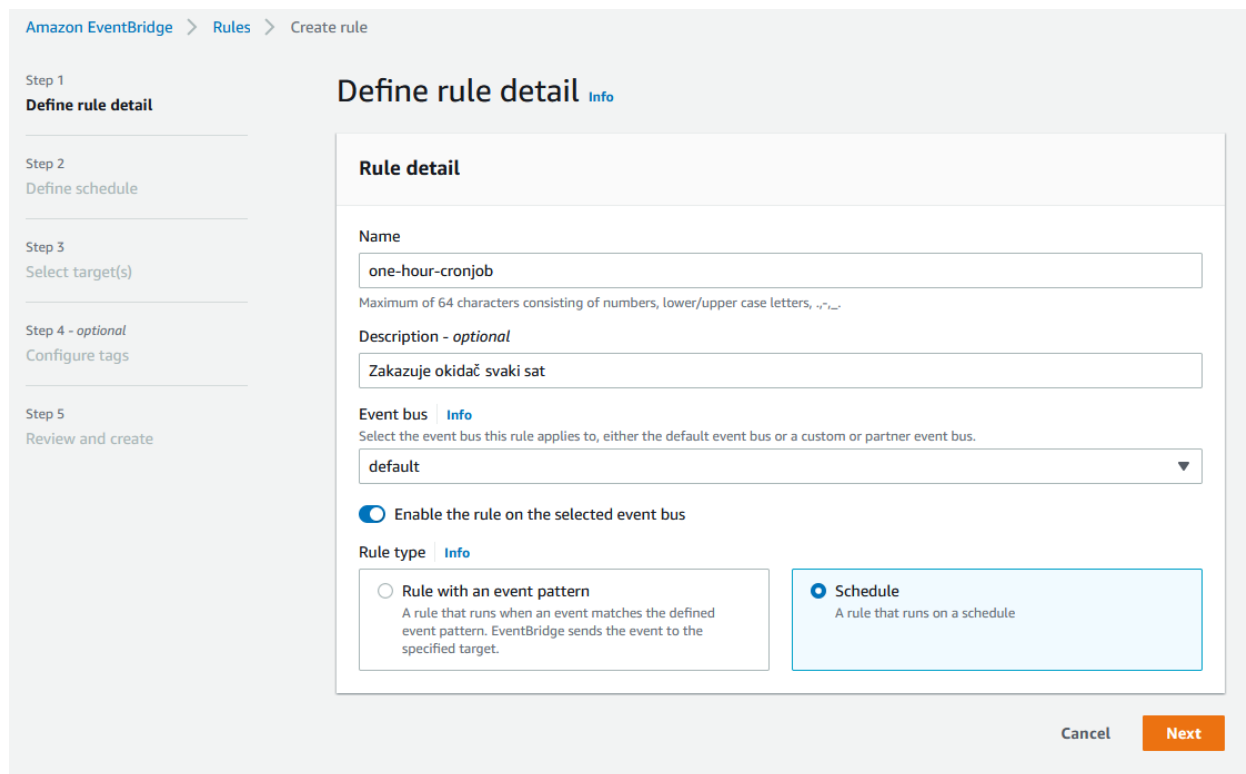 Amazon EventBridge > Rules > Create rule
Step 1
Define rule detail
Step 2
Define schedule
Step 3
Select target(s)
Step 4 - optional
Configure tags
Step 5
Review and create
Define rule detail Info
Rule detail
Name
one-hour-cronjob
Maximum of 64 characters consisting of numbers, lower/upper case letters, .,-,_.
Description - optional
Zakazuje okidač svaki sat
Event bus Info
Select the event bus this rule applies to, either the default event bus or a custom or partner event bus.
default
Enable the rule on the selected event bus
Rule type Info
Rule with an event pattern
A rule that runs when an event matches the defined
event pattern. EventBridge sends the event to the
specified target.
Schedule
A rule that runs on a schedule
Cancel Next